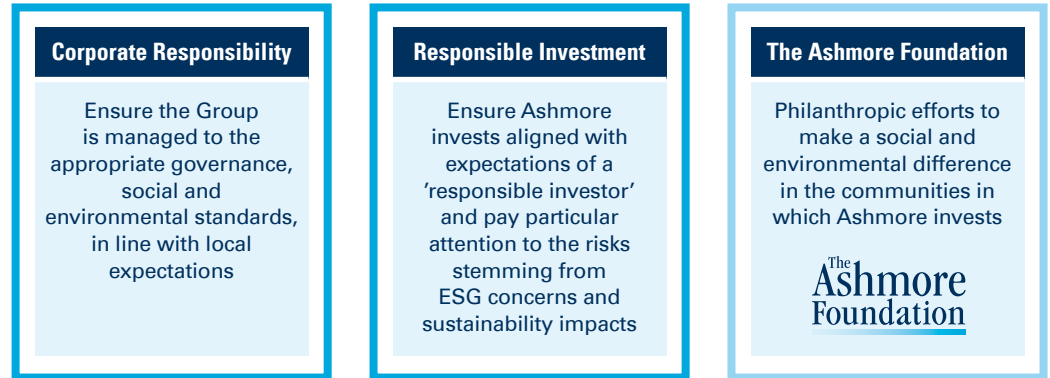 Corporate Responsibility
Ensure the Group
is managed to the
appropriate governance,
social and
environmental standards,
in line with local
expectations
Responsible Investment
Ensure Ashmore
invests aligned with
expectations of a
'responsible investor'
and pay particular
attention to the risks
stemming from
ESG concerns and
sustainability impacts
The Ashmore Foundation
Philanthropic efforts to
make a social and
environmental difference
in the communities in
which Ashmore invests
The
Ashmore
Foundation